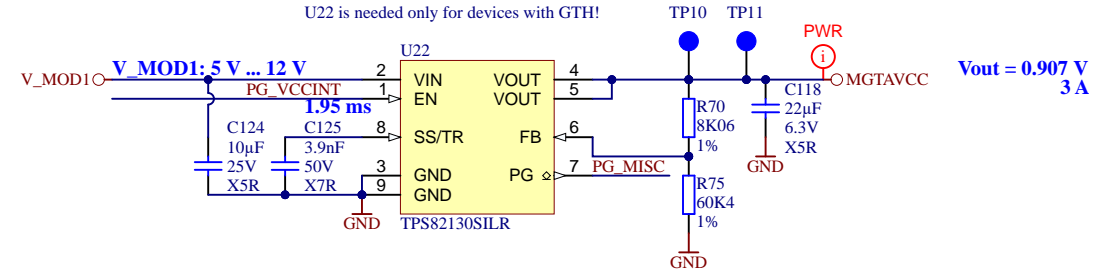 U22 is needed only for devices with GTH!
TP10
TP11
PWR
i
U22
V_MOD1
V_MOD1: 5 V ... 12 V
2
VIN
VOUT
4
MGTAVCC
Vout = 0.907 V
3 A
PG_VCCINT
1
EN
VOUT
5
1.95 ms
C118
22µF
6.3V
X5R
GND
R70
8K06
1%
C124
10µF
25V
X5R
C125
3.9nF
50V
X7R
8
SS/TR
FB
6
3
GND
PG
7
PG_MISC
9
GND
R75
60K4
1%
GND
TPS82130SILR
GND